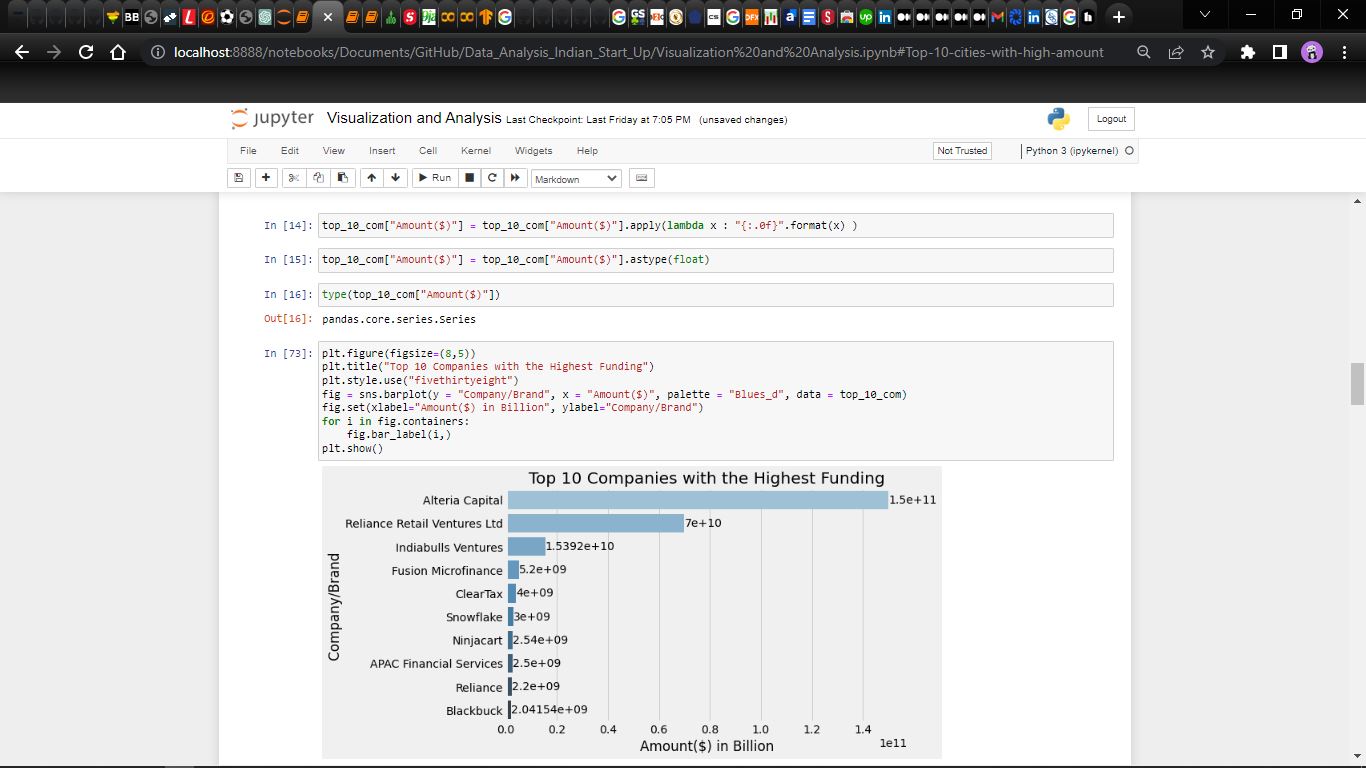 localhost:8888/notebooks/Documents/GitHub/Data_Analysis_Indian_Start_Up/Visualization%20and%20Analysis.ipynb#Top-10-cities-with-high-amount
jupyter Visualization and Analysis Last Checkpoint: Last Friday at 7:05 PM (unsaved changes)
Logout
File Edit View Insert Cell Kernel Widgets Help
Not Trusted
Python 3 (ipykernel)
Run
Markdown
In [14]: top_10_com["Amount($)"] = top_10_com["Amount($)"].apply(lambda x : "{:.0f}".format(x) )
In [15]: top_10_com["Amount($)"] = top_10_com["Amount($)"].astype(float)
In [16]: type(top_10_com["Amount($)"])
Out[16]: pandas.core.series.Series
In [73]: plt.figure(figsize=(8,5))
plt.title("Top 10 Companies with the Highest Funding")
plt.style.use("fivethirtyeight")
fig = sns.barplot(y = "Company/Brand", x = "Amount($)", palette = "Blues_d", data = top_10_com)
fig.set(xlabel="Amount($) in Billion", ylabel="Company/Brand")
for i in fig.containers:
    fig.bar_label(i,)
plt.show()
Top 10 Companies with the Highest Funding
Company/Brand
Alteria Capital 1.5e+11
Reliance Retail Ventures Ltd 7e+10
Indiabulls Ventures 1.5392e+10
Fusion Microfinance 5.2e+09
ClearTax 4e+09
Snowflake 3e+09
Ninjacart 2.54e+09
APAC Financial Services 2.5e+09
Reliance 2.2e+09
Blackbuck 2.04154e+09
0.0 0.2 0.4 0.6 0.8 1.0 1.2 1.4
1e11
Amount($) in Billion